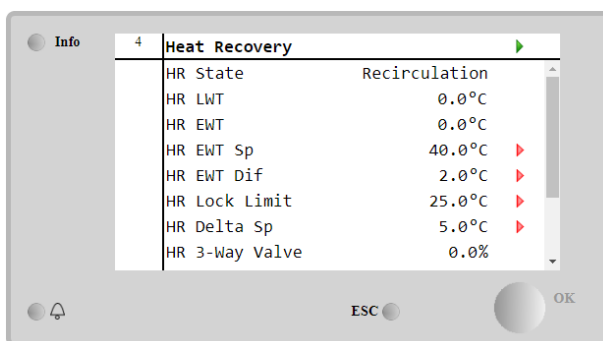 Info
4 Heat Recovery
HR State Recirculation
HR LWT 0.0°C
HR EWT 0.0°C
HR EWT Sp 40.0°C
HR EWT Dif 2.0°C
HR Lock Limit 25.0°C
HR Delta Sp 5.0°C
HR 3-Way Valve 0.0%
ESC
OK